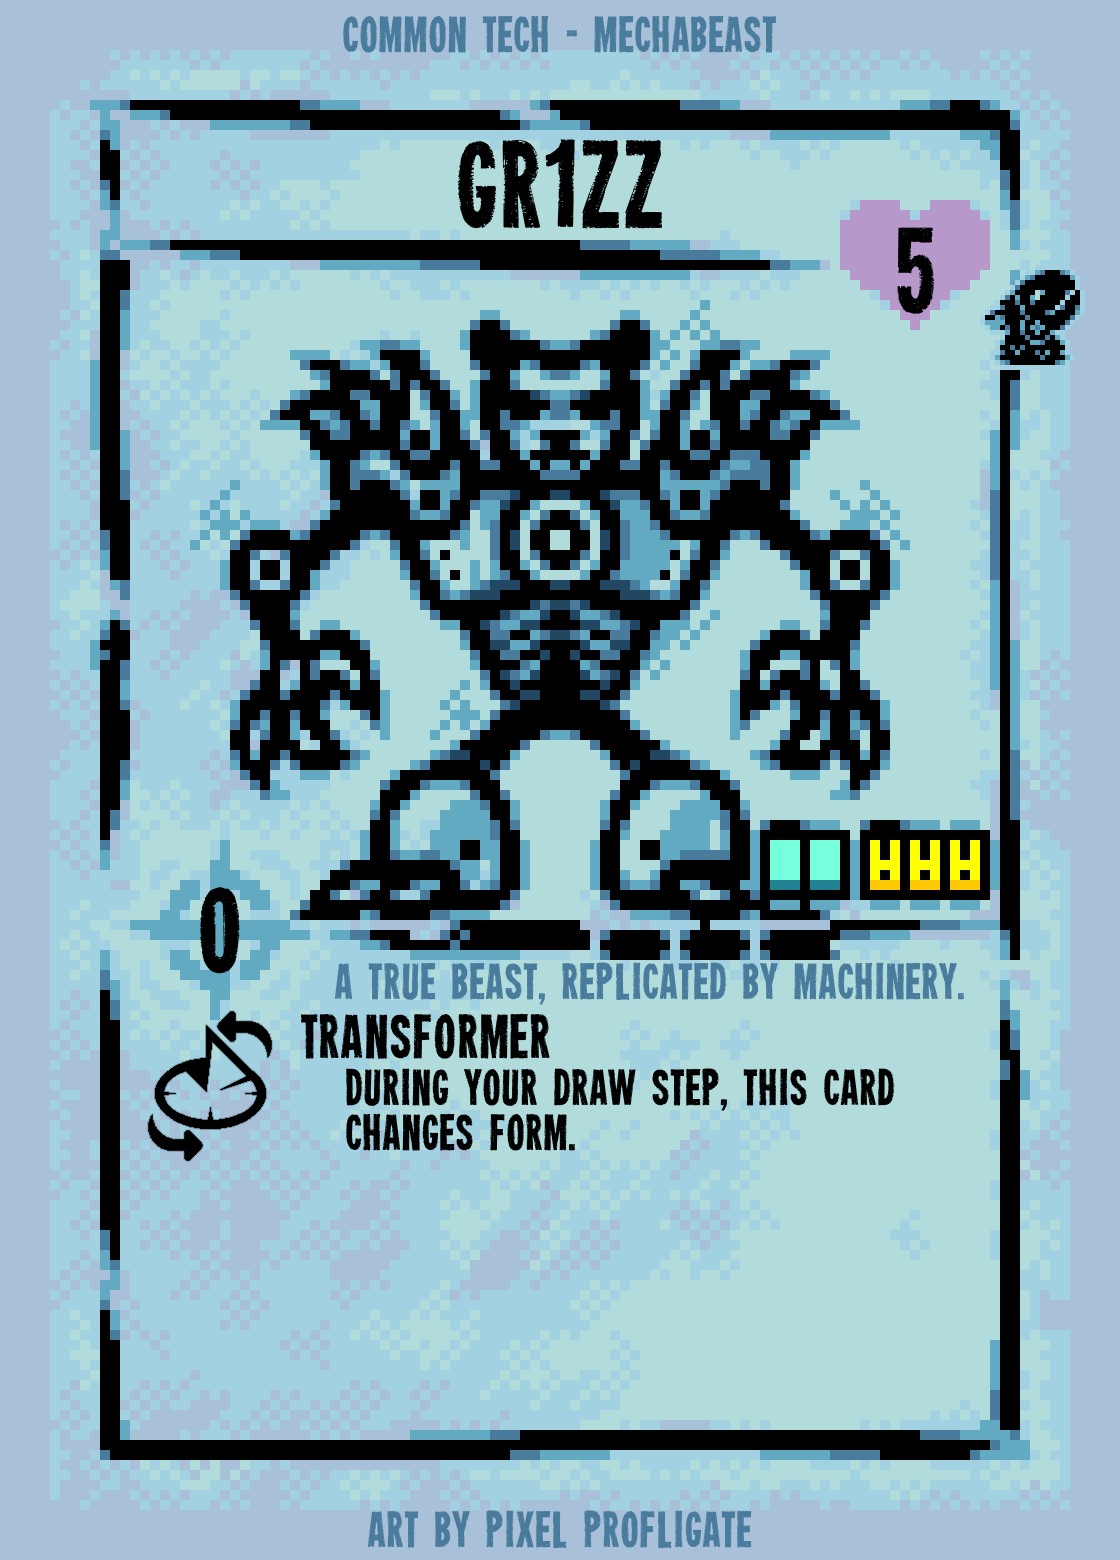 COMMON TECH - MECHABEAST
GR1ZZ
5
0
A TRUE BEAST, REPLICATED BY MACHINERY.
TRANSFORMER
DURING YOUR DRAW STEP, THIS CARD
CHANGES FORM.
ART BY PIXEL PROFLIGATE